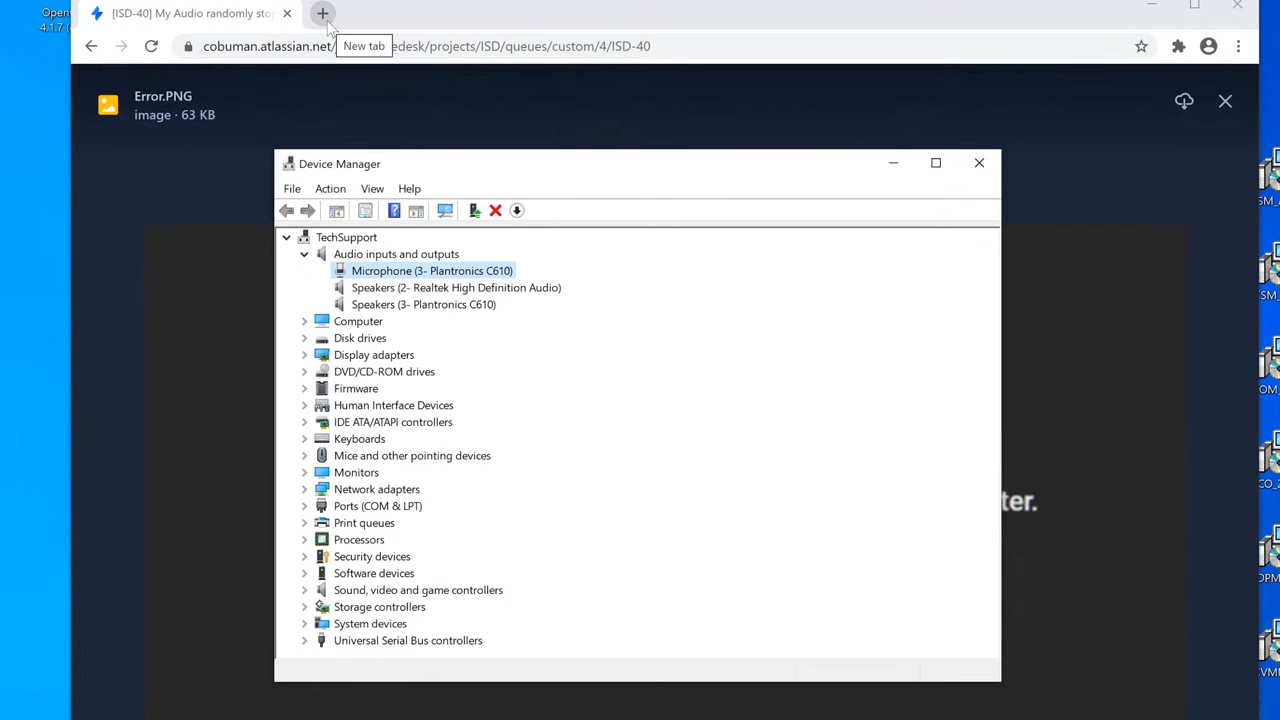 Open
4.1.7
[ISD-40] My Audio randomly sto
New tab
cobuman.atlassian.net/
edesk/projects/ISD/queues/custom/4/ISD-40
Error.PNG
image · 63 KB
Device Manager
File Action View Help
TechSupport
Audio inputs and outputs
Microphone (3- Plantronics C610)
Speakers (2- Realtek High Definition Audio)
Speakers (3- Plantronics C610)
Computer
Disk drives
Display adapters
DVD/CD-ROM drives
Firmware
Human Interface Devices
IDE ATA/ATAPI controllers
Keyboards
Mice and other pointing devices
Monitors
Network adapters
Ports (COM & LPT)
Print queues
Processors
Security devices
Software devices
Sound, video and game controllers
Storage controllers
System devices
Universal Serial Bus controllers
ter.